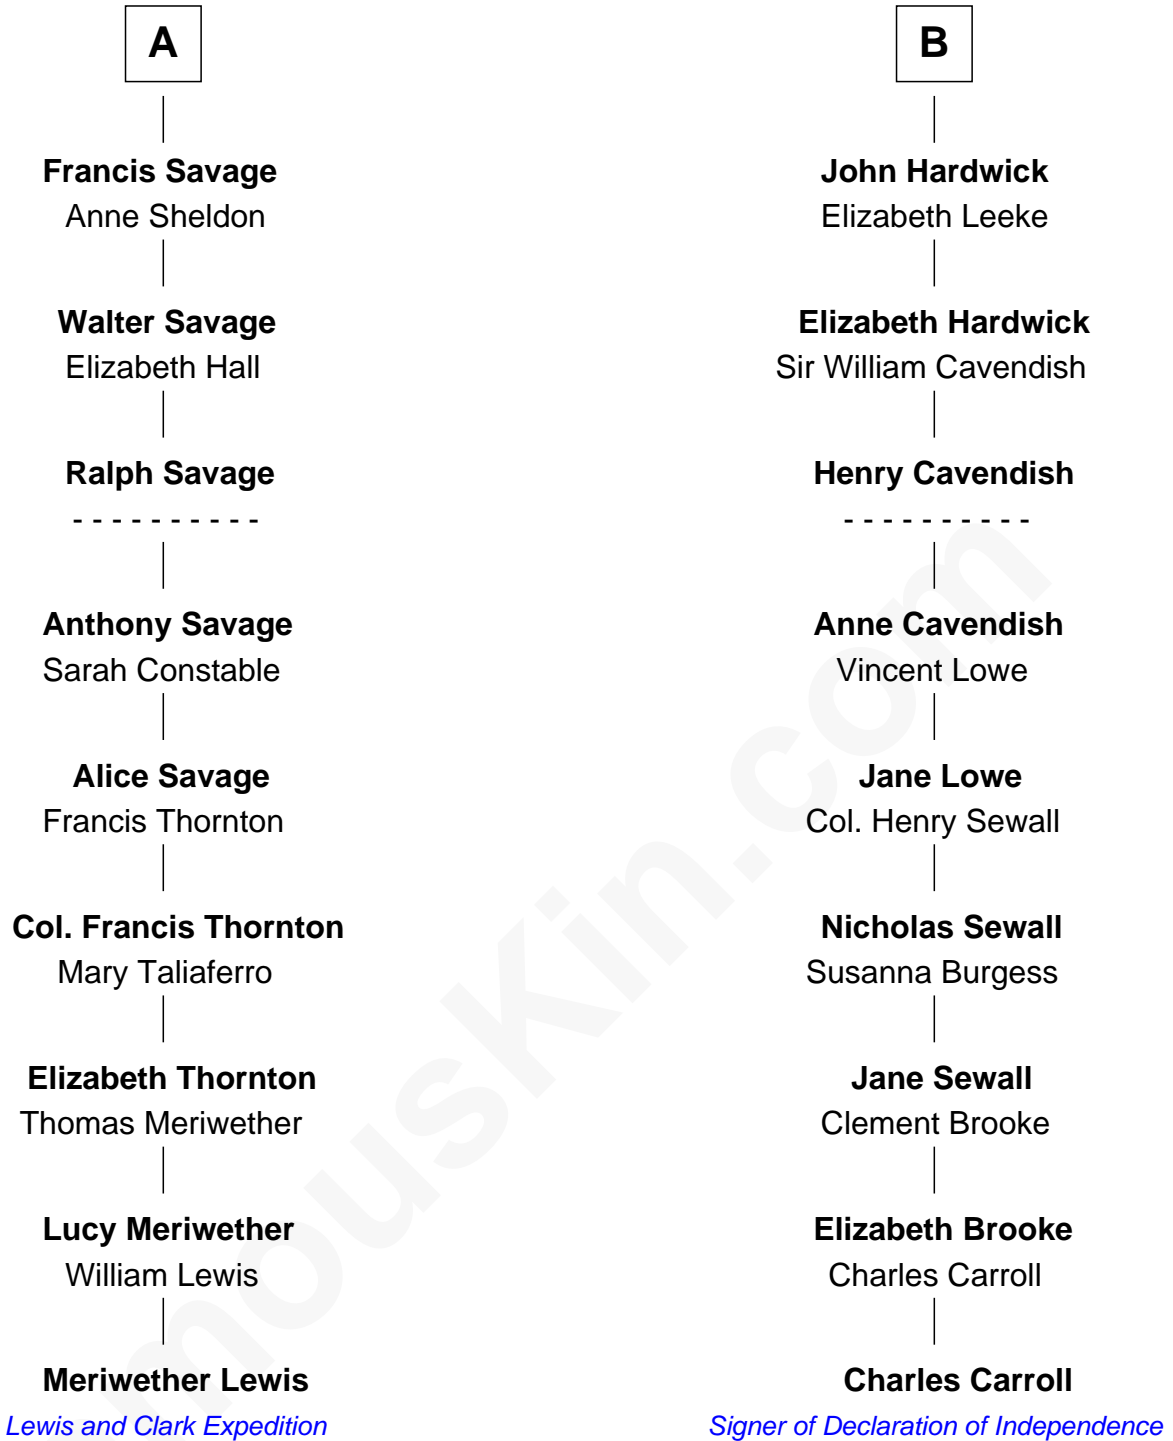 A
Francis Savage
Anne Sheldon
Walter Savage
Elizabeth Hall
Ralph Savage
- - - - - - - - - -
Anthony Savage
Sarah Constable
Alice Savage
Francis Thornton
Col. Francis Thornton
Mary Taliaferro
Elizabeth Thornton
Thomas Meriwether
Lucy Meriwether
William Lewis
Meriwether Lewis
Lewis and Clark Expedition
B
John Hardwick
Elizabeth Leeke
Elizabeth Hardwick
Sir William Cavendish
Henry Cavendish
- - - - - - - - - -
Anne Cavendish
Vincent Lowe
Jane Lowe
Col. Henry Sewall
Nicholas Sewall
Susanna Burgess
Jane Sewall
Clement Brooke
Elizabeth Brooke
Charles Carroll
Charles Carroll
Signer of Declaration of Independence
mousKin.com